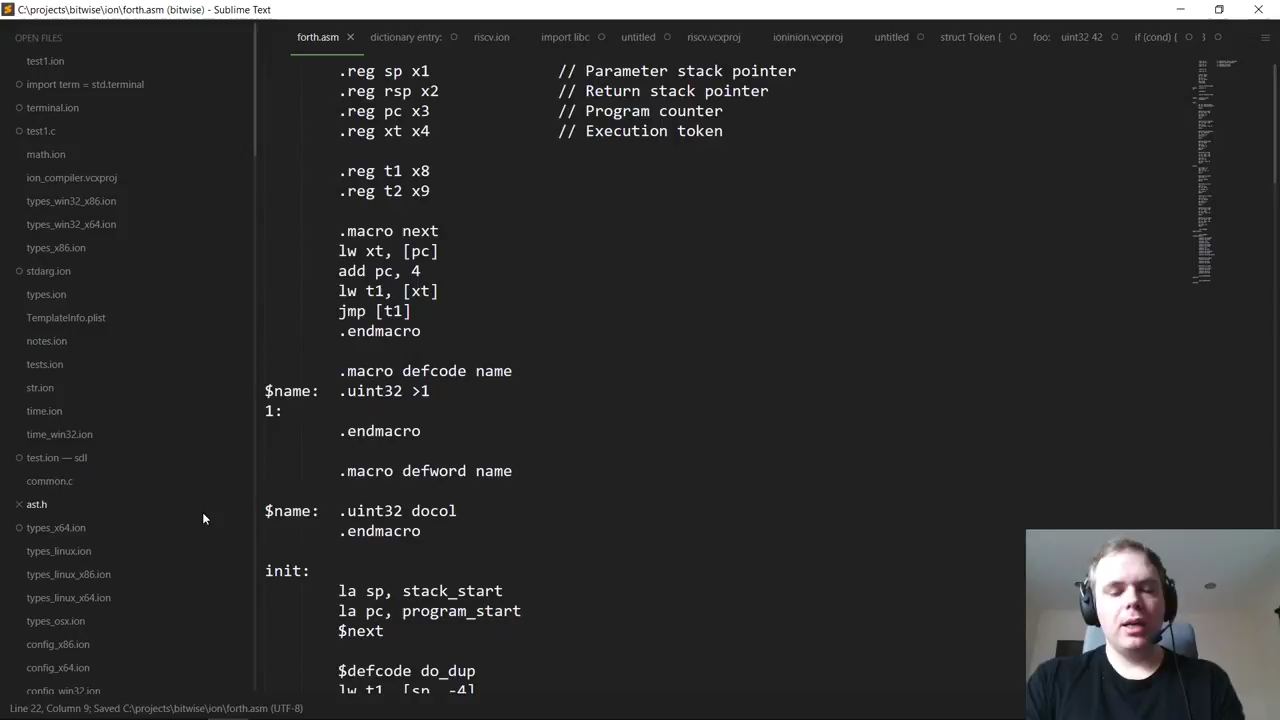 C:\projects\bitwise\ion\forth.asm (bitwise) - Sublime Text
OPEN FILES
test1.ion
import term = std.terminal
terminal.ion
test1.c
math.ion
ion_compiler.vcxproj
types_win32_x86.ion
types_win32_x64.ion
types_x86.ion
stdarg.ion
types.ion
TemplateInfo.plist
notes.ion
tests.ion
str.ion
time.ion
time_win32.ion
test.ion — sdl
common.c
ast.h
types_x64.ion
types_linux.ion
types_linux_x86.ion
types_linux_x64.ion
types_osx.ion
config_x86.ion
config_x64.ion
config_win32.ion
forth.asm
dictionary entry:
riscv.ion
import libc
untitled
riscv.vcxproj
ioninion.vcxproj
untitled
struct Token {
foo: uint32 42
if (cond) { }
.reg sp x1 // Parameter stack pointer
.reg rsp x2 // Return stack pointer
.reg pc x3 // Program counter
.reg xt x4 // Execution token
.reg t1 x8
.reg t2 x9
.macro next
lw xt, [pc]
add pc, 4
lw t1, [xt]
jmp [t1]
.endmacro
.macro defcode name
$name: .uint32 >1
1:
.endmacro
.macro defword name
$name: .uint32 docol
.endmacro
init:
la sp, stack_start
la pc, program_start
$next
$defcode do_dup
lw t1, [sp, -4]
Line 22, Column 9; Saved C:\projects\bitwise\ion\forth.asm (UTF-8)